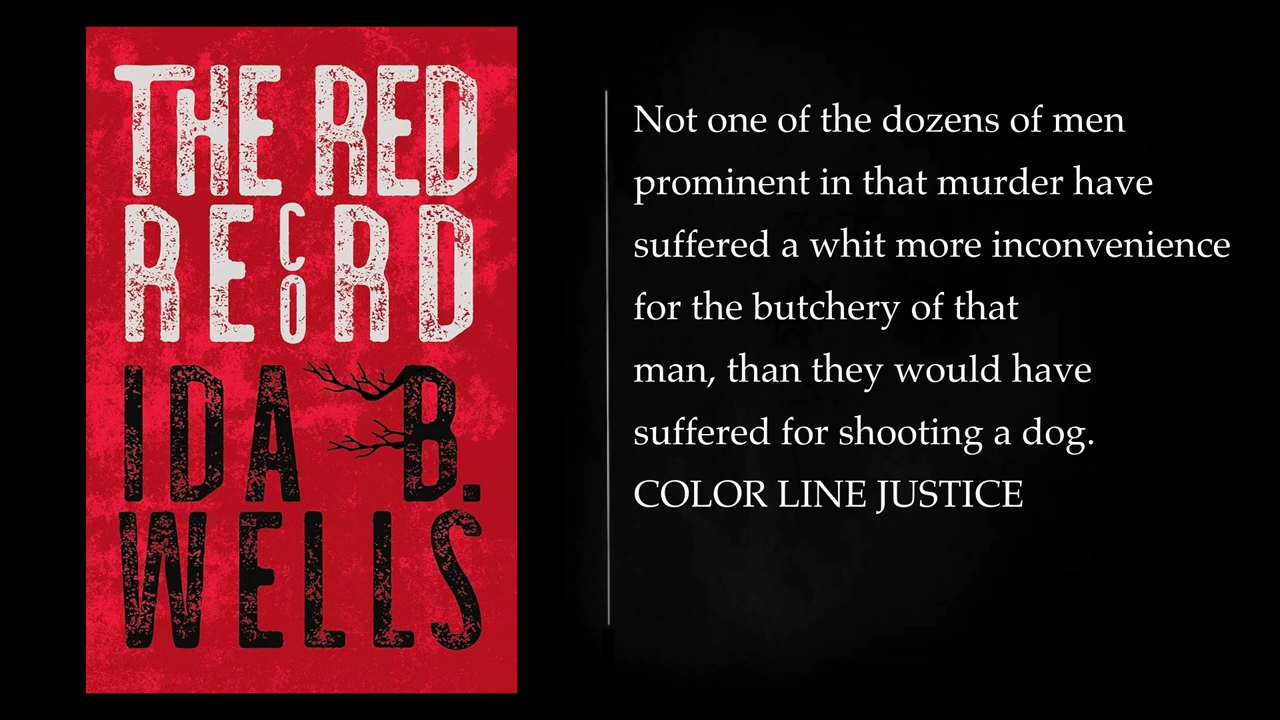 THE RED
RECORD
IDA B.
WELLS
Not one of the dozens of men
prominent in that murder have
suffered a whit more inconvenience
for the butchery of that
man, than they would have
suffered for shooting a dog.
COLOR LINE JUSTICE